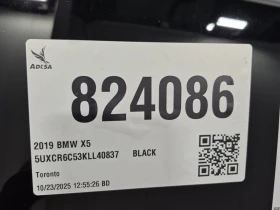 ADESA
824086
2019 BMW X5
5UXCR6C53KLL40837 BLACK
Toronto
10/23/2025 12:55:26 BD